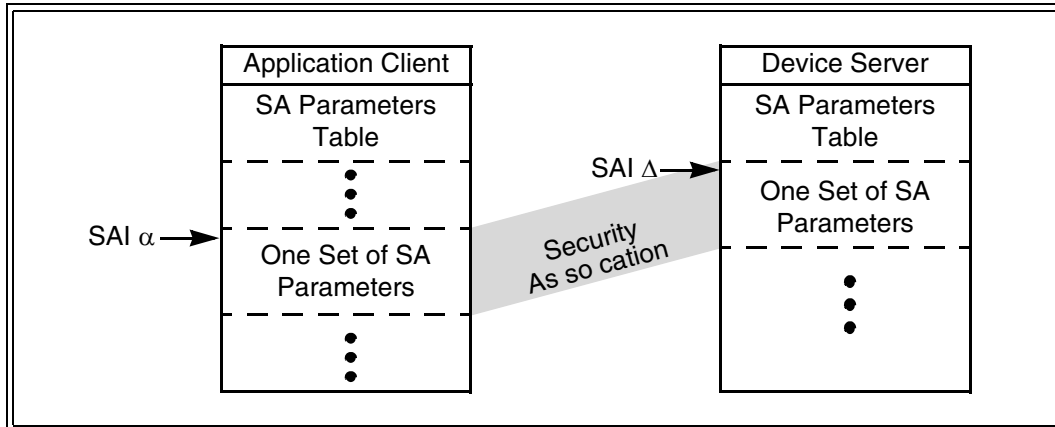 Application Client
SA Parameters
Table
SAI α
One Set of SA
Parameters
Security
As so cation
Device Server
SA Parameters
Table
SAI Δ
One Set of SA
Parameters